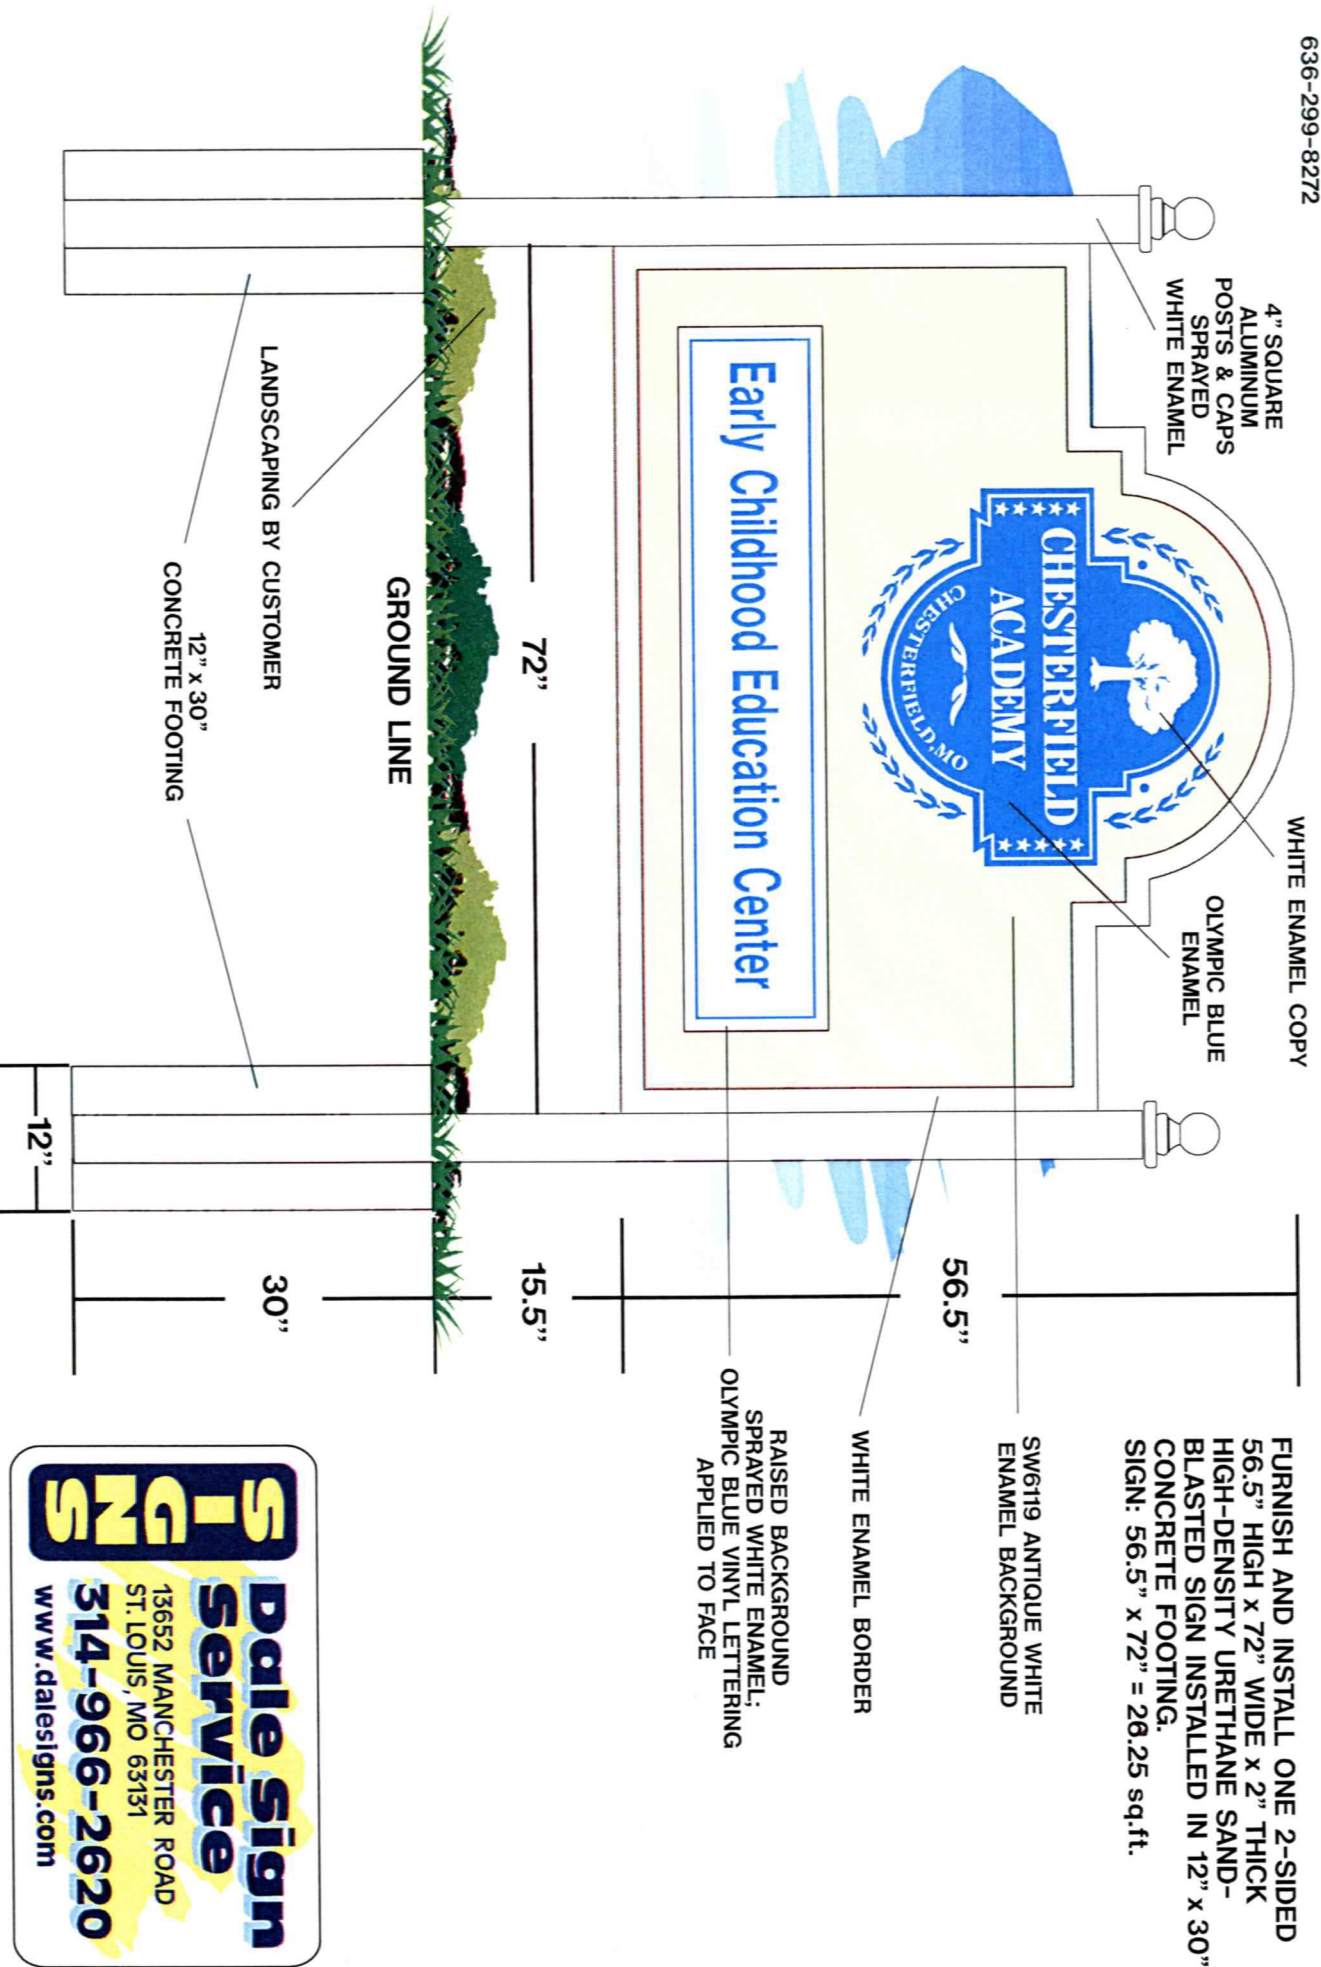 636-299-8272
4" SQUARE
ALUMINUM
POSTS & CAPS
SPRAYED
WHITE ENAMEL
WHITE ENAMEL COPY
OLYMPIC BLUE
ENAMEL
CHESTERFIELD
ACADEMY
CHESTERFIELD, MO
Early Childhood Education Center
FURNISH AND INSTALL ONE 2-SIDED
56.5" HIGH x 72" WIDE x 2" THICK
HIGH-DENSITY URETHANE SAND-
BLASTED SIGN INSTALLED IN 12" x 30"
CONCRETE FOOTING.
SIGN: 56.5" x 72" = 26.25 sq.ft.
SW6119 ANTIQUE WHITE
ENAMEL BACKGROUND
WHITE ENAMEL BORDER
RAISED BACKGROUND
SPRAYED WHITE ENAMEL;
OLYMPIC BLUE VINYL LETTERING
APPLIED TO FACE
56.5"
72"
15.5"
GROUND LINE
30"
LANDSCAPING BY CUSTOMER
12" x 30"
CONCRETE FOOTING
12"
SIGNS
Dale Sign
Service
13652 MANCHESTER ROAD
ST. LOUIS, MO 63131
314-966-2620
www.dalesigns.com